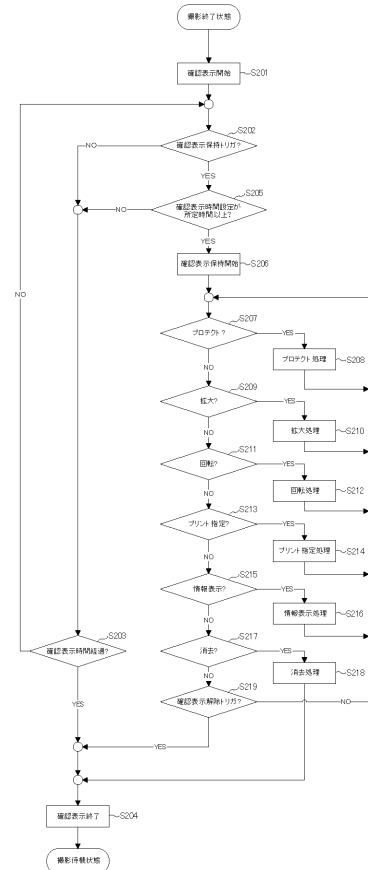 撮影終了状態
確認表示開始
S201
S202
確認表示保持トリガ?
NO
YES
S205
確認表示時間設定が
所定時間以上?
NO
YES
確認表示保持開始
S206
NO
S207
プロテクト?
YES
プロテクト処理
S208
NO
S209
拡大?
YES
拡大処理
S210
NO
S211
回転?
YES
回転処理
S212
NO
S213
プリント指定?
YES
プリント指定処理
S214
NO
S215
情報表示?
YES
情報表示処理
S216
NO
S203
確認表示時間経過?
S217
消去?
YES
消去処理
S218
NO
S219
確認表示解除トリガ?
NO
YES
YES
確認表示終了
S204
撮影待機状態